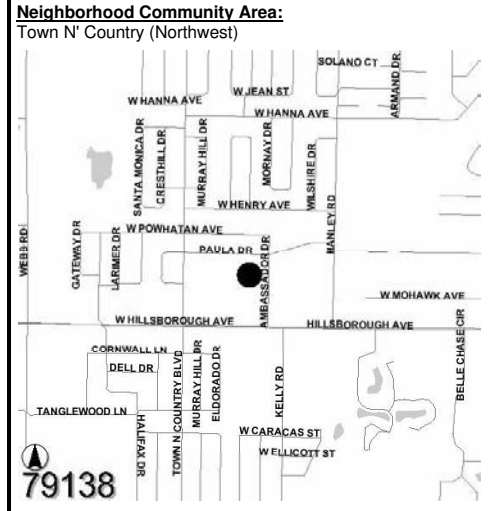 Neighborhood Community Area:
Town N' Country (Northwest)
SOLANO CT
ARMAND DR
W JEAN ST
W HANNA AVE
W HANNA AVE
SANTA MONICA DR
CRESTHILL DR
MURRAY HILL DR
MORNAY DR
WILSHIRE DR
W HENRY AVE
HANLEY RD
W POWHATAN AVE
PAULA DR
WEBB RD
GATEWAY DR
LARIMER DR
AMBASSADOR DR
W MOHAWK AVE
W HILLSBOROUGH AVE
HILLSBOROUGH AVE
CORNWALL LN
DELL DR
TOWN N COUNTRY BLVD
MURRAY HILL DR
ELDORADO DR
KELLY RD
BELLE CHASE CIR
TANGLEWOOD LN
HALIFAX DR
W CARACAS ST
W ELLICOTT ST
79138